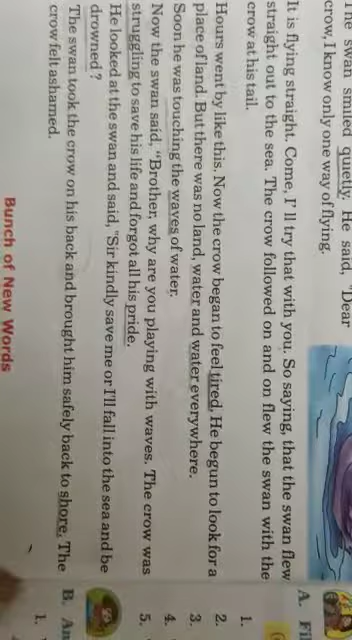 The swan smiled quietly. He said, "Dear
crow, I know only one way of flying.
It is flying straight. Come, I' ll try that with you. So saying, that the swan flew
straight out to the sea. The crow followed on and on flew the swan with the
crow at his tail.
Hours went by like this. Now the crow began to feel tired. He begun to look for a
place of land. But there was no land, water and water everywhere.
Soon he was touching the waves of water.
Now the swan said, "Brother, why are you playing with waves. The crow was
struggling to save his life and forgot all his pride.
He looked at the swan and said, "Sir kindly save me or I'll fall into the sea and be
drowned ?
The swan took the crow on his back and brought him safely back to shore. The
crow felt ashamed.
Bunch of New Words
A. Fi
1.
2.
3.
4.
5.
B. An
1.